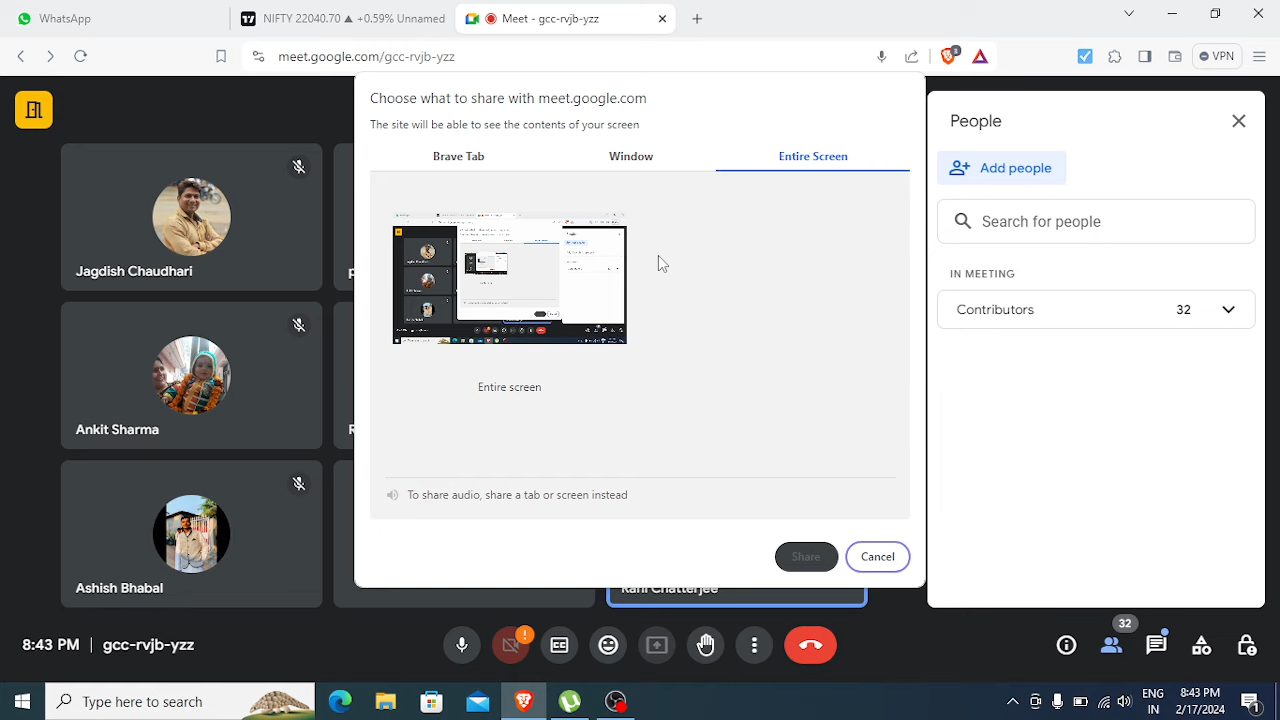 WhatsApp
NIFTY 22040.70 ▲ +0.59% Unnamed
Meet - gcc-rvjb-yzz
meet.google.com/gcc-rvjb-yzz
3
VPN
Choose what to share with meet.google.com
The site will be able to see the contents of your screen
Brave Tab
Window
Entire Screen
Entire screen
To share audio, share a tab or screen instead
Share
Cancel
Jagdish Chaudhari
Ankit Sharma
Ashish Bhabal
Rani Chatterjee
People
Add people
Search for people
IN MEETING
Contributors 32
8:43 PM | gcc-rvjb-yzz
32
Type here to search
ENG
IN
8:43 PM
2/17/2024
1